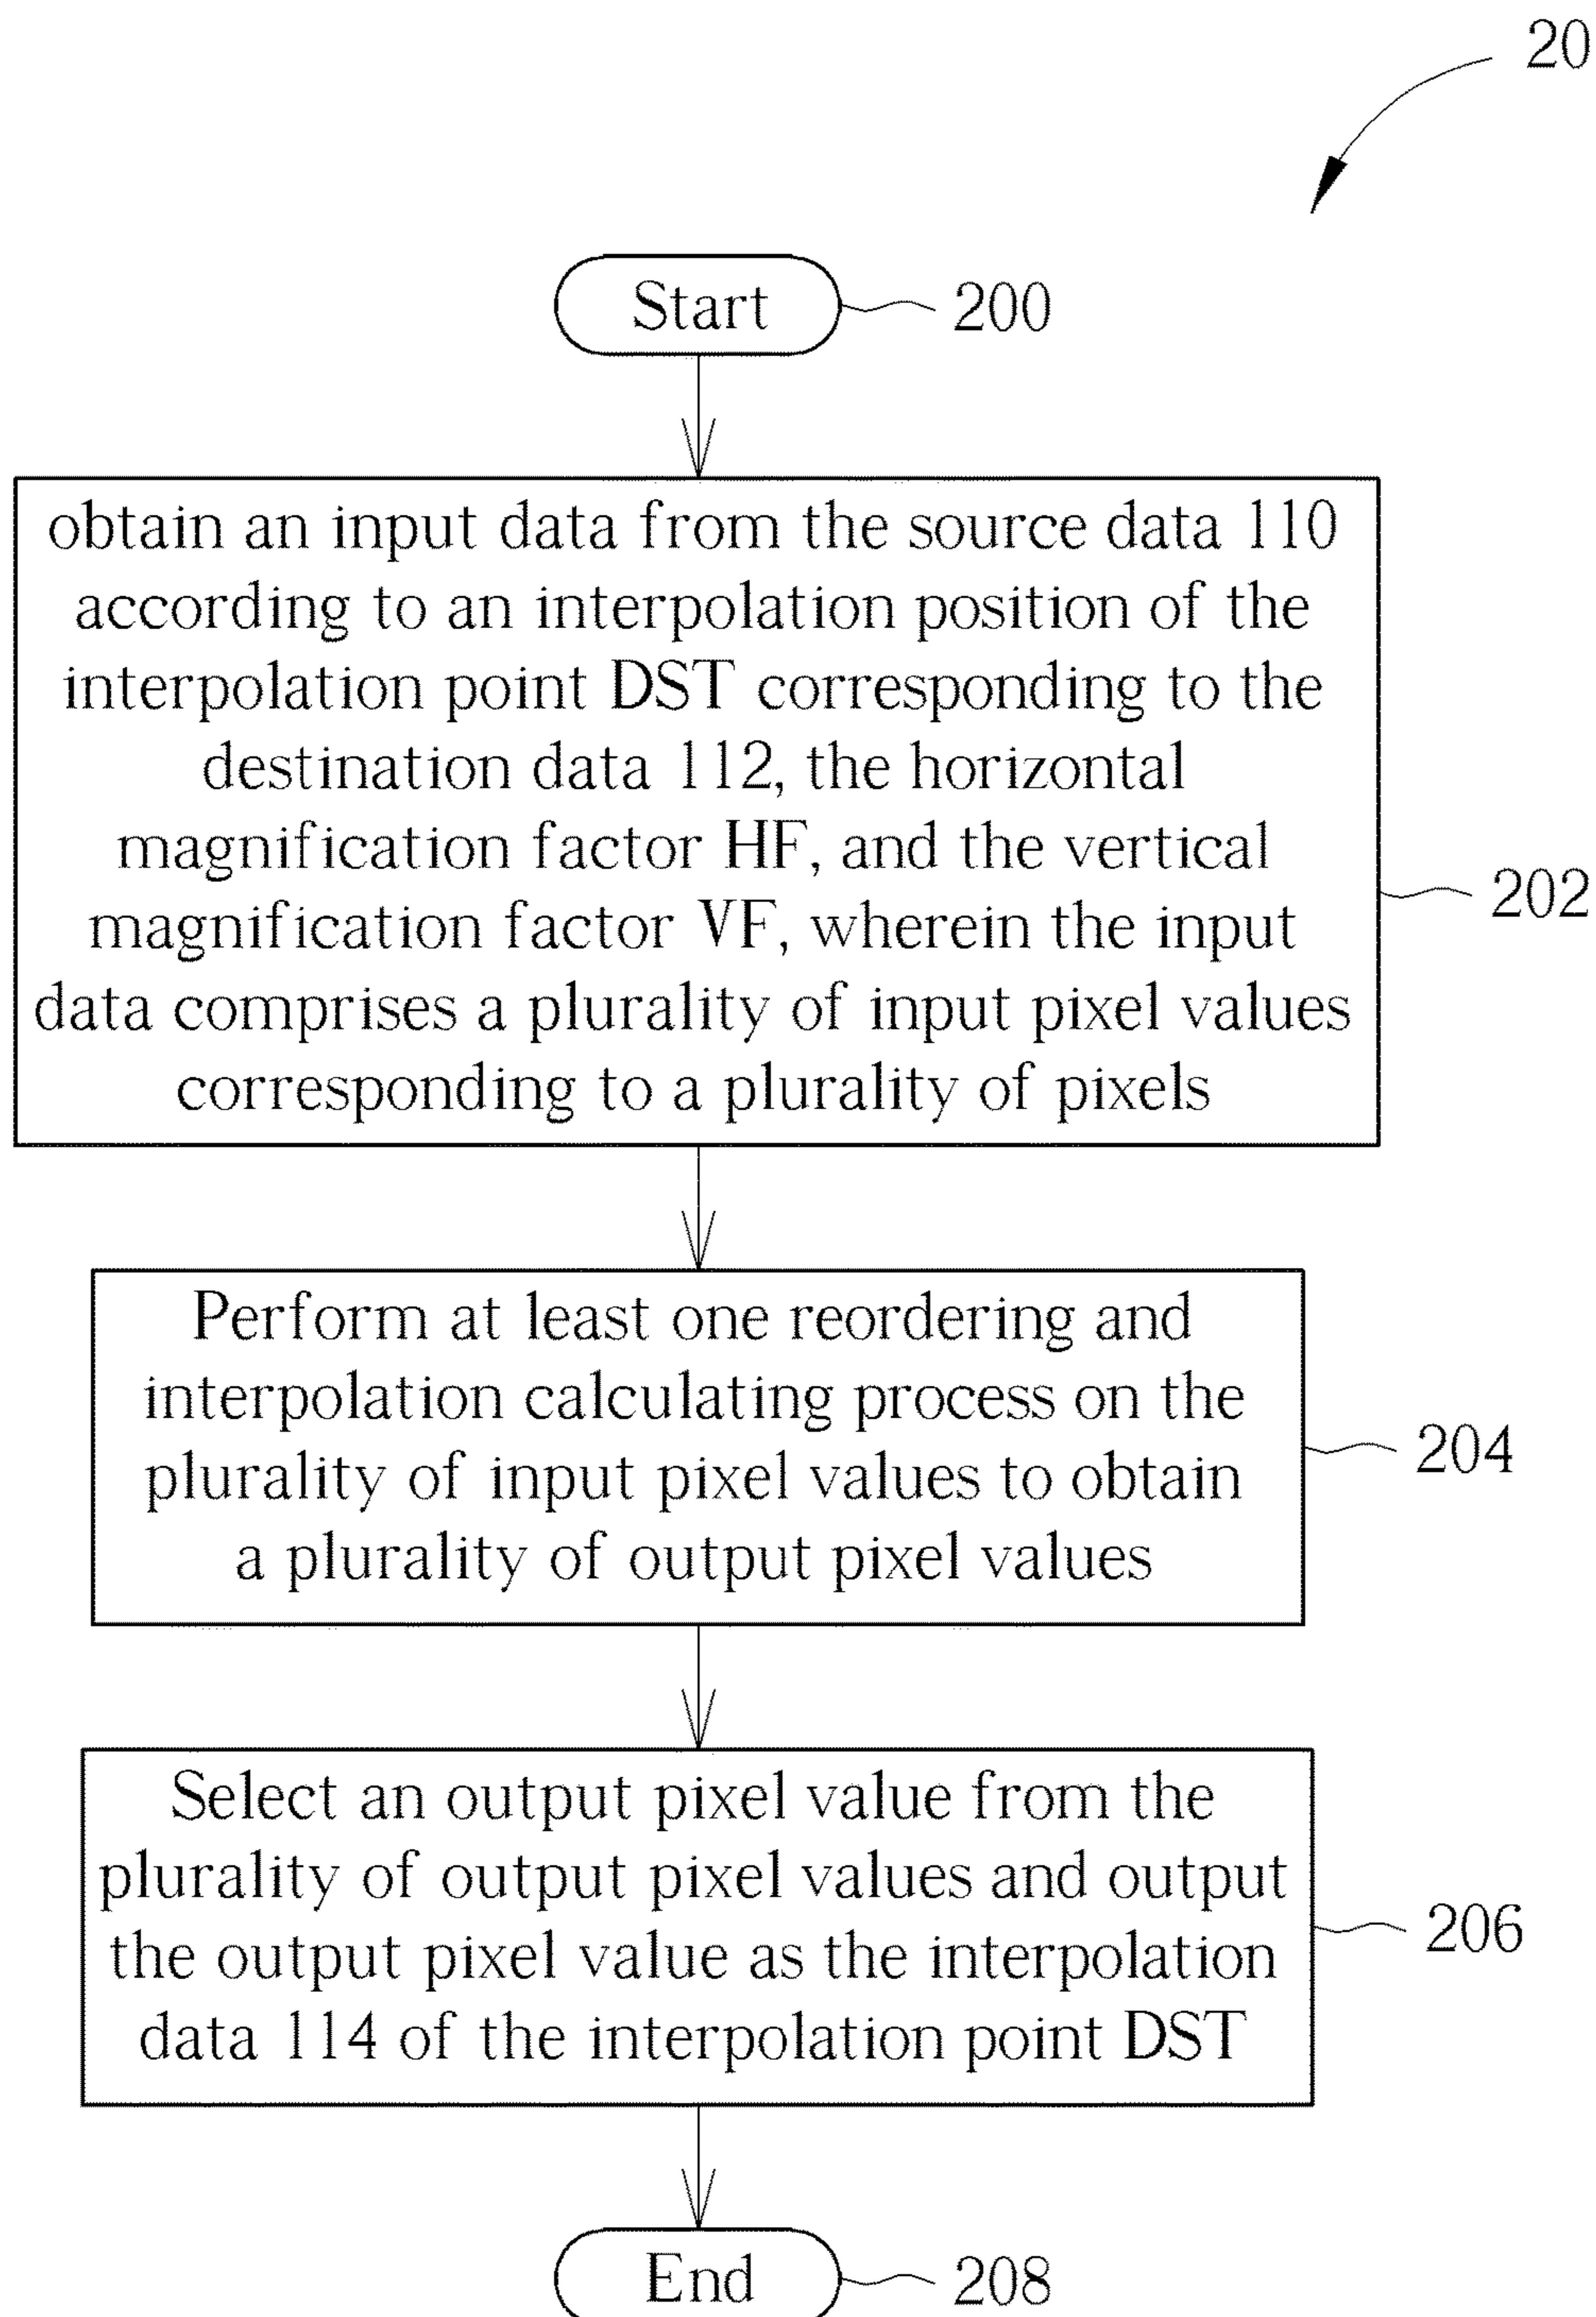 20
Start
200
obtain an input data from the source data 110
according to an interpolation position of the
interpolation point DST corresponding to the
destination data 112, the horizontal
magnification factor HF, and the vertical
magnification factor VF, wherein the input
data comprises a plurality of input pixel values
corresponding to a plurality of pixels
202
Perform at least one reordering and
interpolation calculating process on the
plurality of input pixel values to obtain
a plurality of output pixel values
204
Select an output pixel value from the
plurality of output pixel values and output
the output pixel value as the interpolation
data 114 of the interpolation point DST
206
End
208